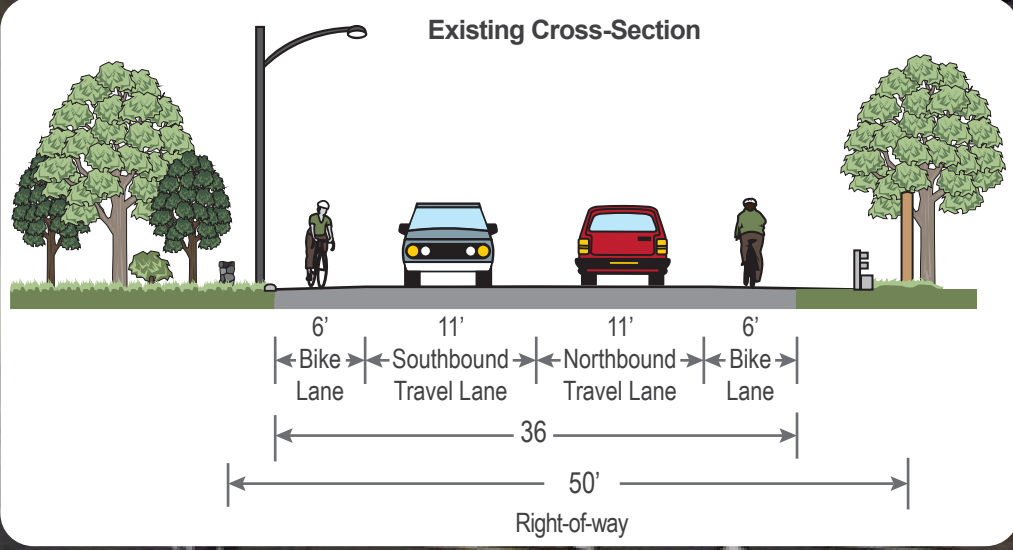 Existing Cross-Section
6’ 11’ 11’ 6’
Bike Southbound Northbound Bike
Lane Travel Lane Travel Lane Lane
36
50’
Right-of-way